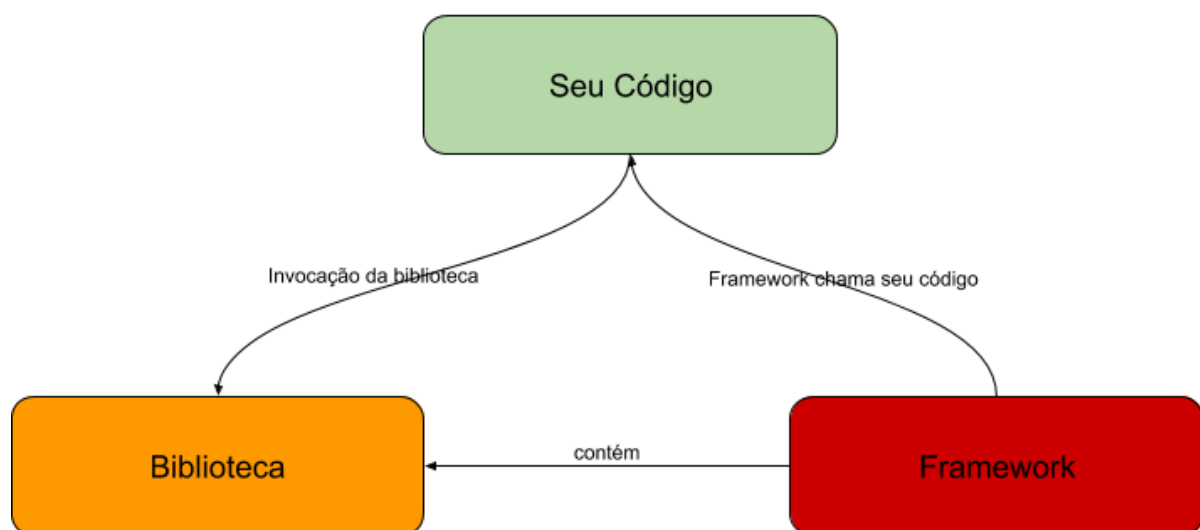 Seu Código
Invocação da biblioteca
Framework chama seu código
contém
Biblioteca
Framework